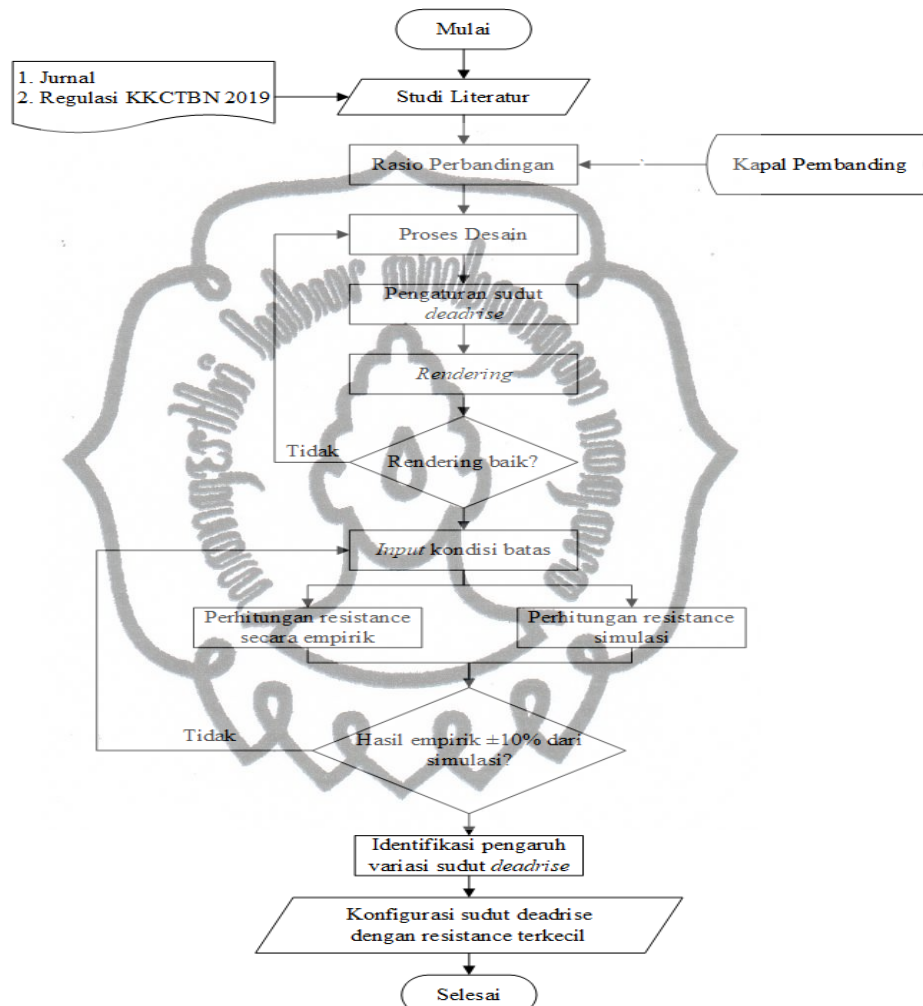 Mulai
1. Jurnal
2. Regulasi KKCTBN 2019
Studi Literatur
Rasio Perbandingan
Kapal Pembanding
Proses Desain
Pengaturan sudut
deadrise
Rendering
Tidak
Rendering baik?
Input kondisi batas
Perhitungan resistance
secara empirik
Perhitungan resistance
simulasi
Tidak
Hasil empirik ±10% dari
simulasi?
Identifikasi pengaruh
variasi sudut deadrise
Konfigurasi sudut deadrise
dengan resistance terkecil
Selesai